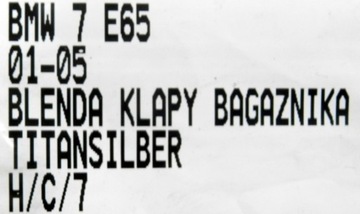 BMW 7 E65
01-05
BLENDA KLAPY BAGAZNIKA
TITANSILBER
H/C/7